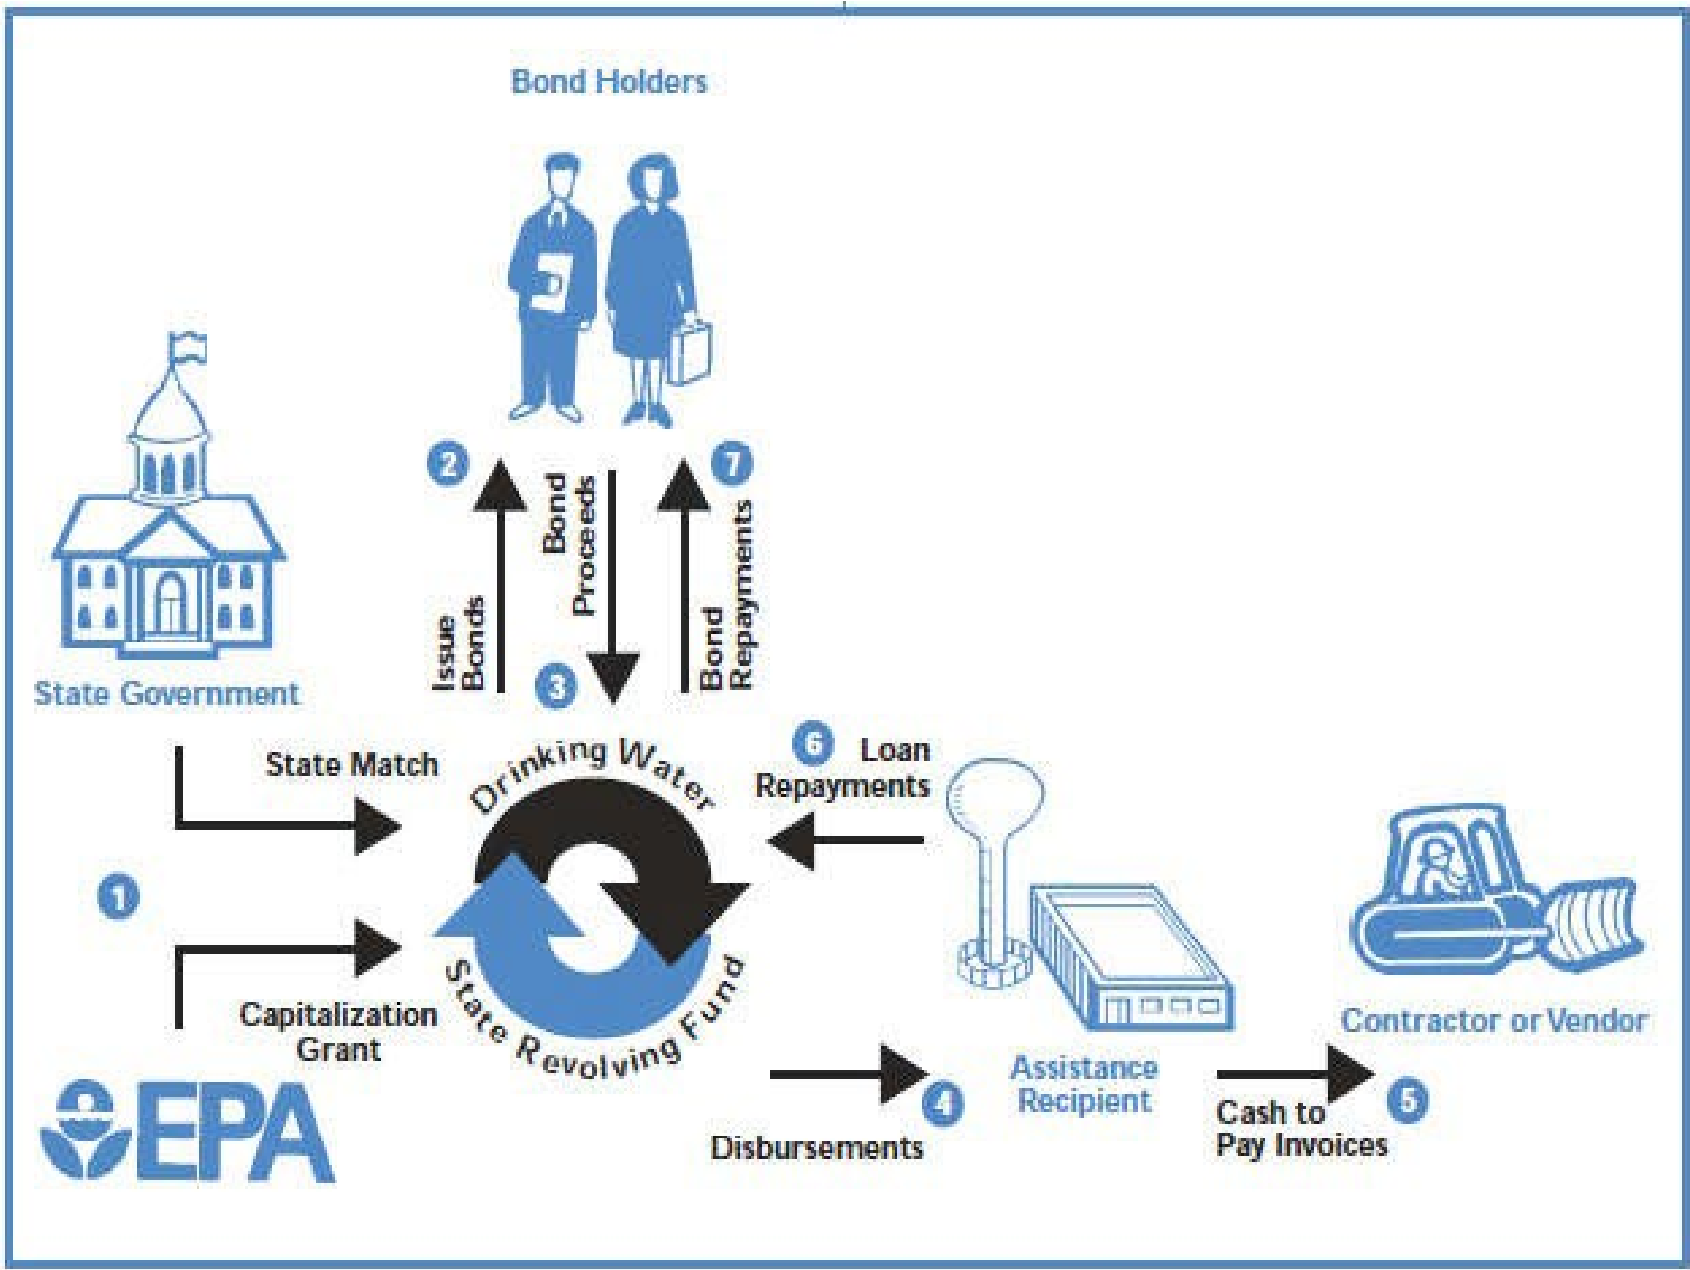 Bond Holders
2
7
Issue
Bonds
Bond
Proceeds
Bond
Repayments
3
State Government
State Match
6
Loan
Repayments
Drinking Water
State Revolving Fund
1
Capitalization
Grant
EPA
Disbursements
4
Assistance
Recipient
Contractor or Vendor
Cash to
Pay Invoices
5